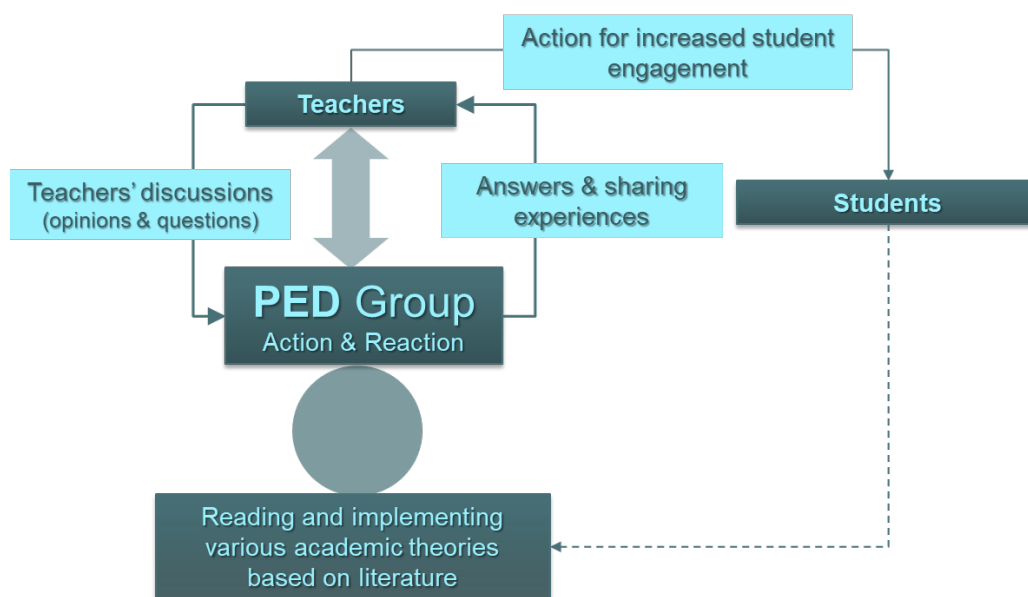 Action for increased student
engagement
Teachers
Teachers’ discussions
(opinions & questions)
Answers & sharing
experiences
Students
PED Group
Action & Reaction
Reading and implementing
various academic theories
based on literature